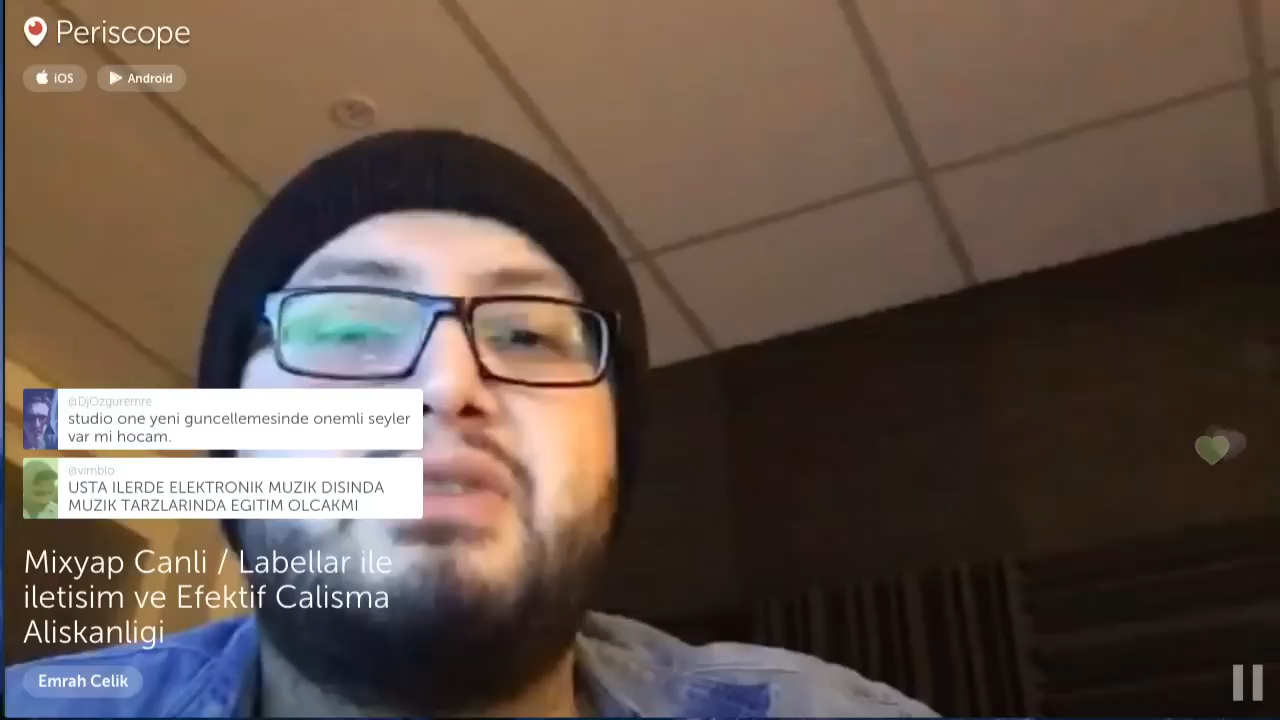 Periscope
iOS
Android
@DjOzguremre
studio one yeni guncellemesinde onemli seyler
var mi hocam.
@vimblo
USTA ILERDE ELEKTRONIK MUZIK DISINDA
MUZIK TARZLARINDA EGITIM OLCAKMI
Mixyap Canli / Labellar ile
iletisim ve Efektif Calisma
Aliskanligi
Emrah Celik